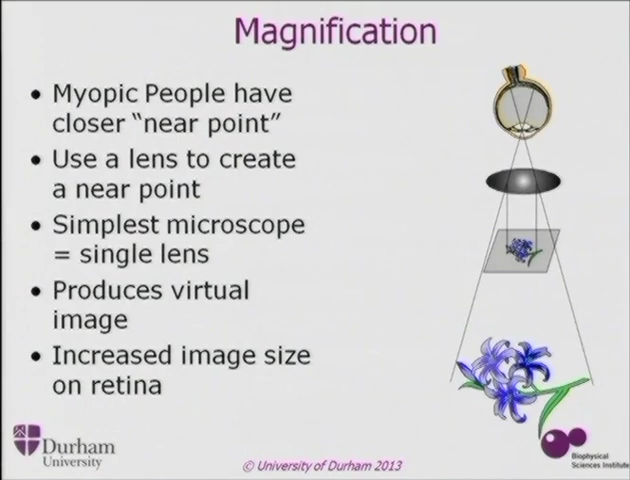 Magnification
• Myopic People have
closer “near point”
• Use a lens to create
a near point
• Simplest microscope
= single lens
• Produces virtual
image
• Increased image size
on retina
Durham
University
© University of Durham 2013
Biophysical
Sciences Institute